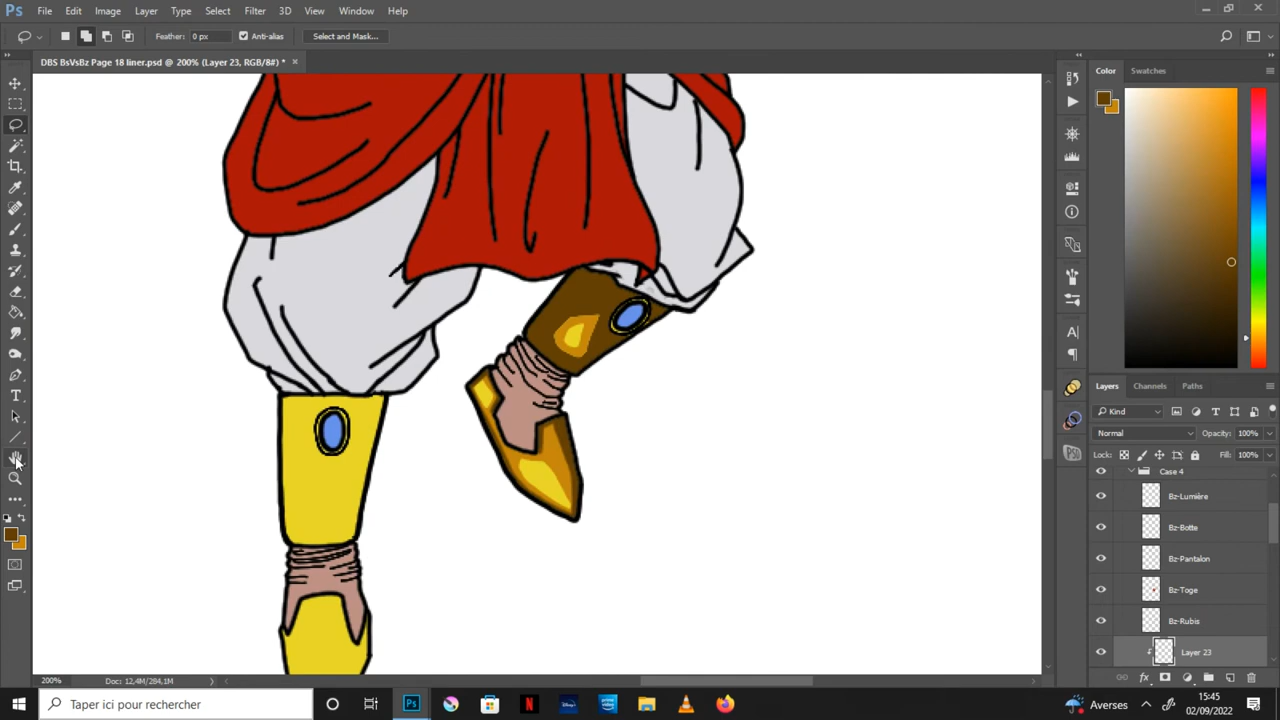 Ps File Edit Image Layer Type Select Filter 3D View Window Help
Feather: 0 px Anti-alias Select and Mask...
DBS BsVsBz Page 18 liner.psd @ 200% (Layer 23, RGB/8#) * ×
Color Swatches
Layers Channels Paths
Kind
Normal Opacity: 100%
Lock: Fill: 100%
Case 4
Bz-Lumière
Bz-Botte
Bz-Pantalon
Bz-Toge
Bz-Rubis
Layer 23
200% Doc: 12,4M/284,1M
Taper ici pour rechercher
Averses
15:45
02/09/2022